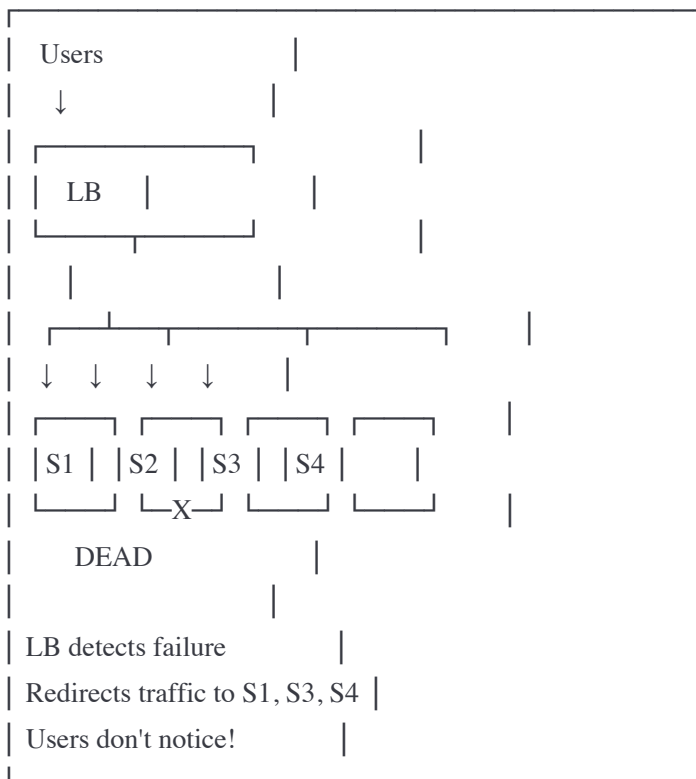 Users
↓
LB
↓ ↓ ↓ ↓
S1 S2 S3 S4
X
DEAD
LB detects failure
Redirects traffic to S1, S3, S4
Users don't notice!